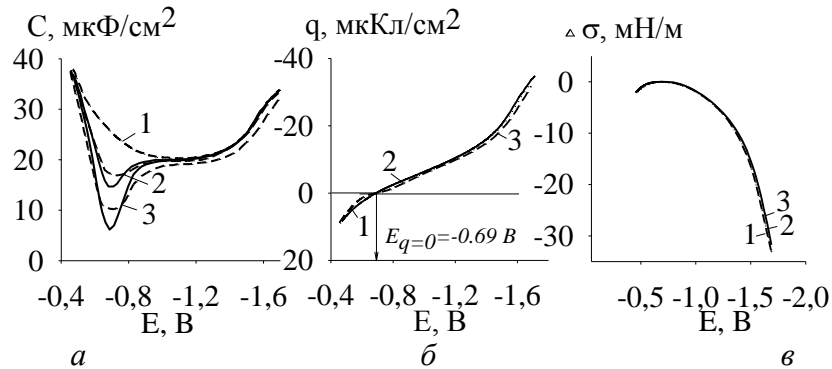 C, мкФ/см2
q, мкКл/см2
△ σ, мН/м
40
30
20
10
0
-0,4 -0,8 -1,2 -1,6
E, В
а
1
2
3
-40
-20
0
20
-0,4 -0,8 -1,2 -1,6
E, В
б
1
2
3
Eq=0=-0.69 В
0
-10
-20
-30
-0,5 -1,0 -1,5 -2,0
E, В
в
3
1
2